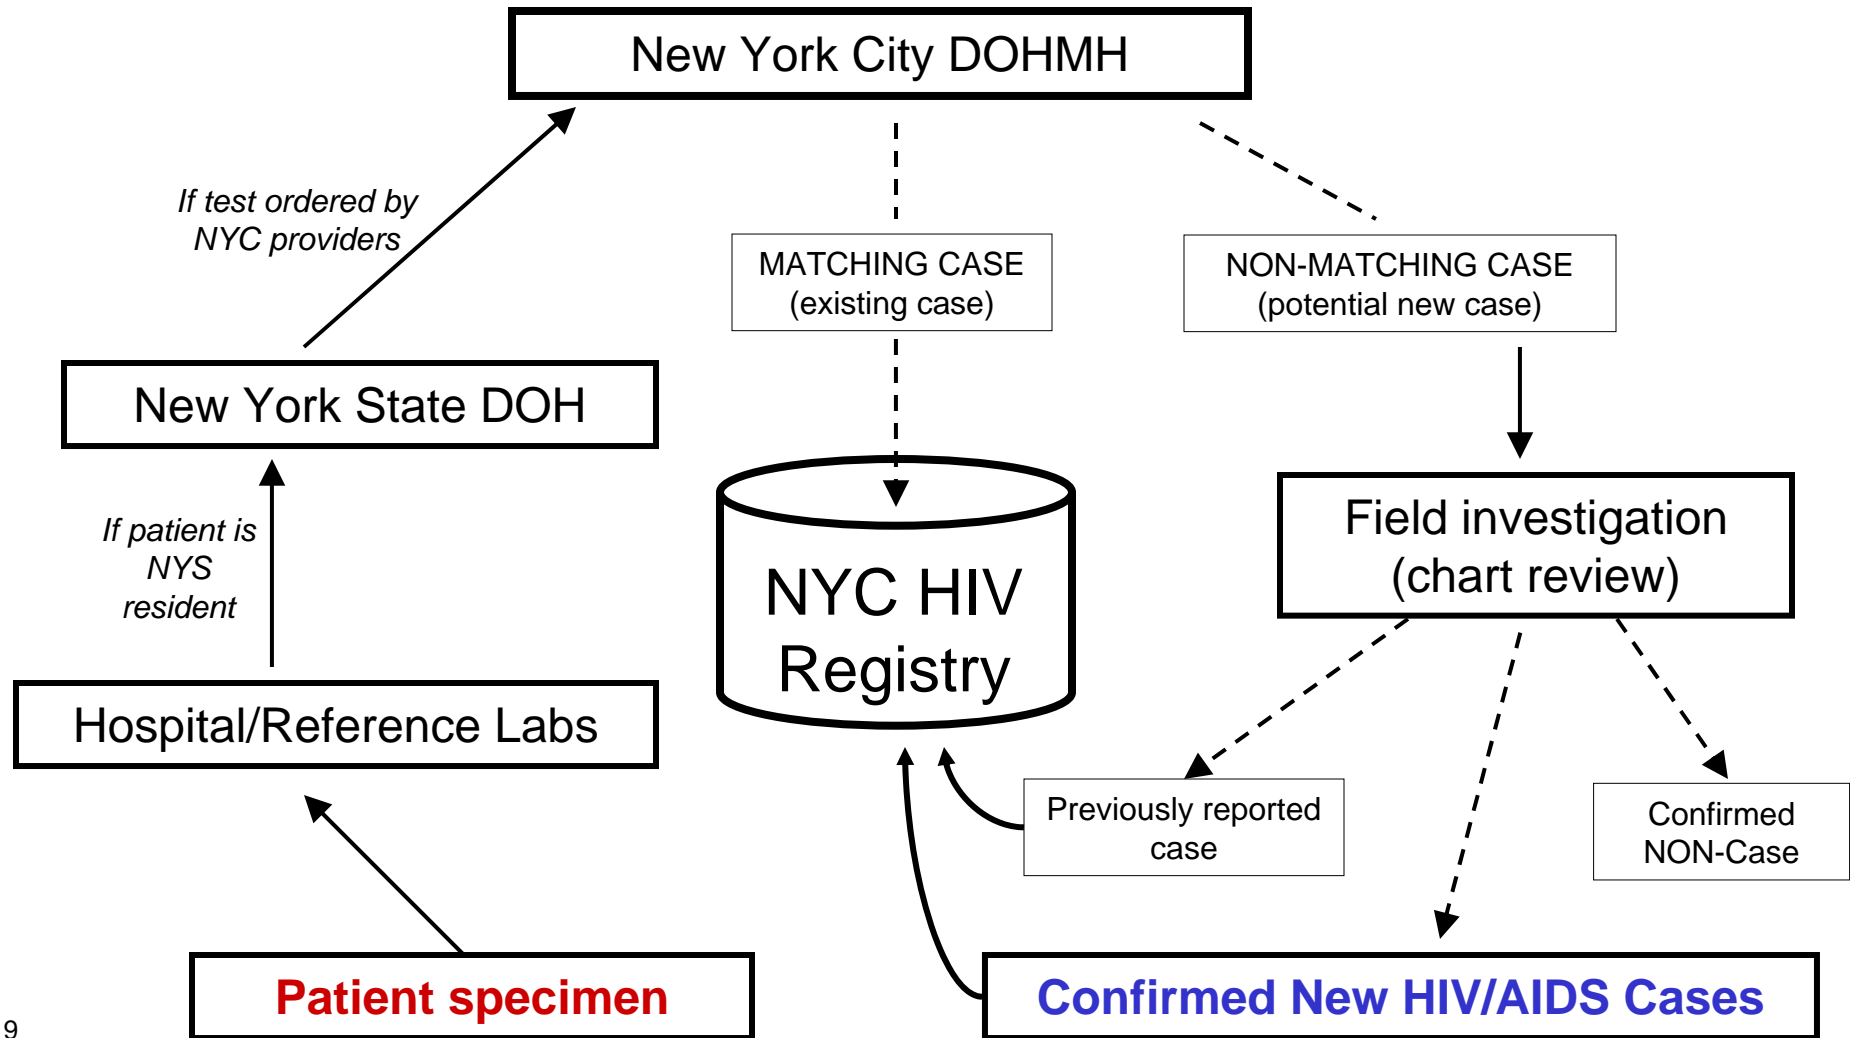 New York City DOHMH
If test ordered by
NYC providers
MATCHING CASE
(existing case)
NON-MATCHING CASE
(potential new case)
New York State DOH
If patient is
NYS
resident
NYC HIV
Registry
Field investigation
(chart review)
Hospital/Reference Labs
Previously reported
case
Confirmed
NON-Case
Patient specimen
Confirmed New HIV/AIDS Cases
9